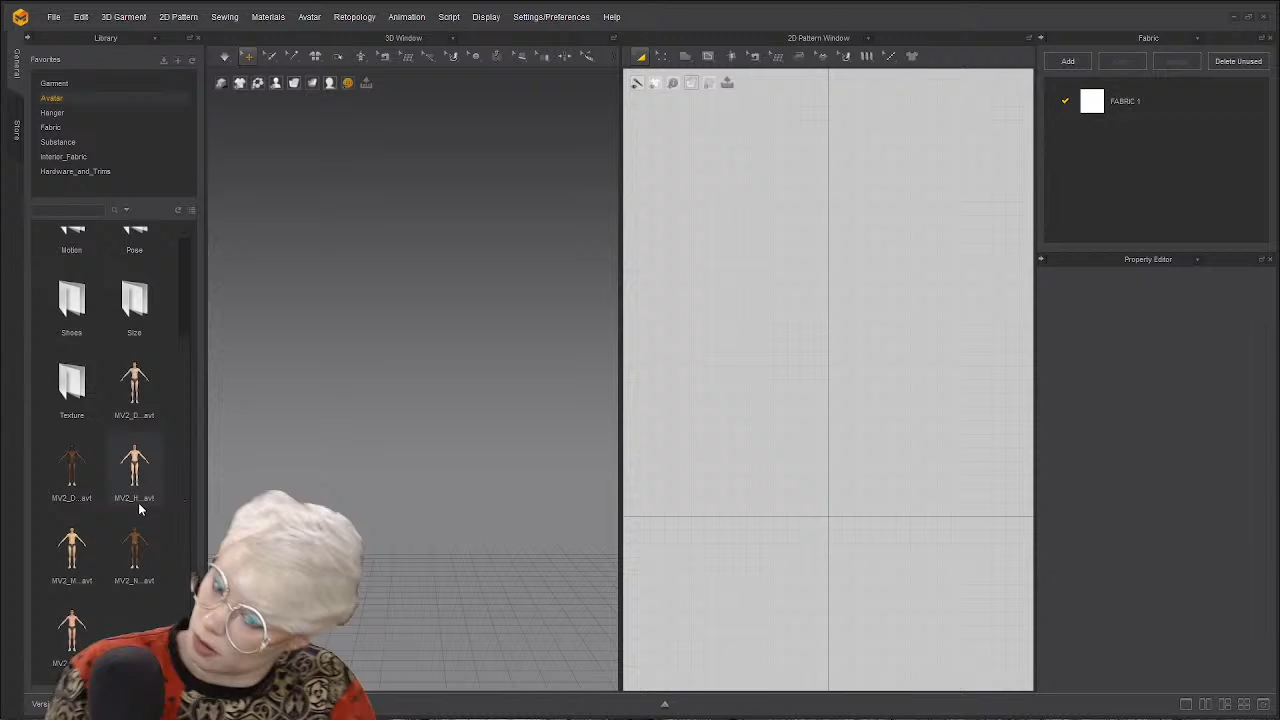 File Edit 3D Garment 2D Pattern Sewing Materials Avatar Retopology Animation Script Display Settings/Preferences Help
Library
3D Window
2D Pattern Window
Fabric
General
Store
Favorites
Garment
Avatar
Hanger
Fabric
Substance
Interior_Fabric
Hardware_and_Trims
Motion Pose
Shoes Size
Texture MV2_D...avt
MV2_D...avt MV2_H...avt
MV2_M...avt MV2_N...avt
Add
Delete Unused
FABRIC 1
Property Editor